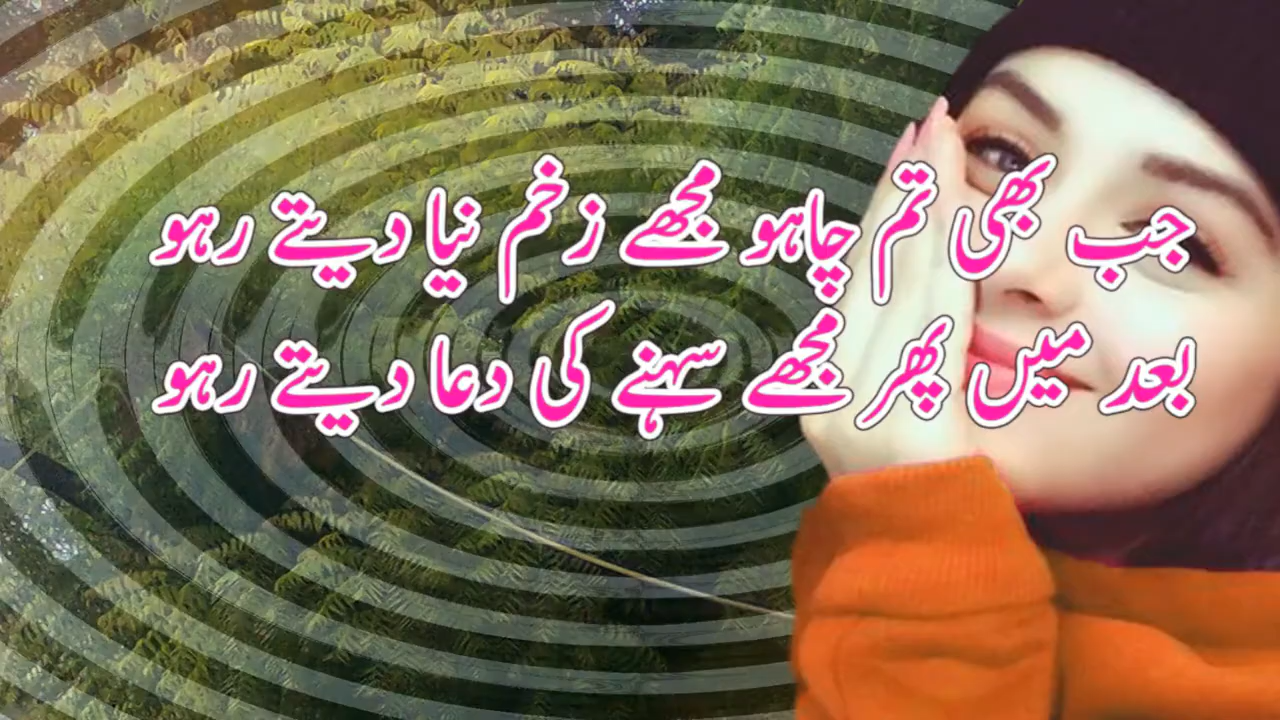 جب بھی تم چاہو مجھے زخم نیا دیتے رہو
بعد میں پھر مجھے سہنے کی دعا دیتے رہو